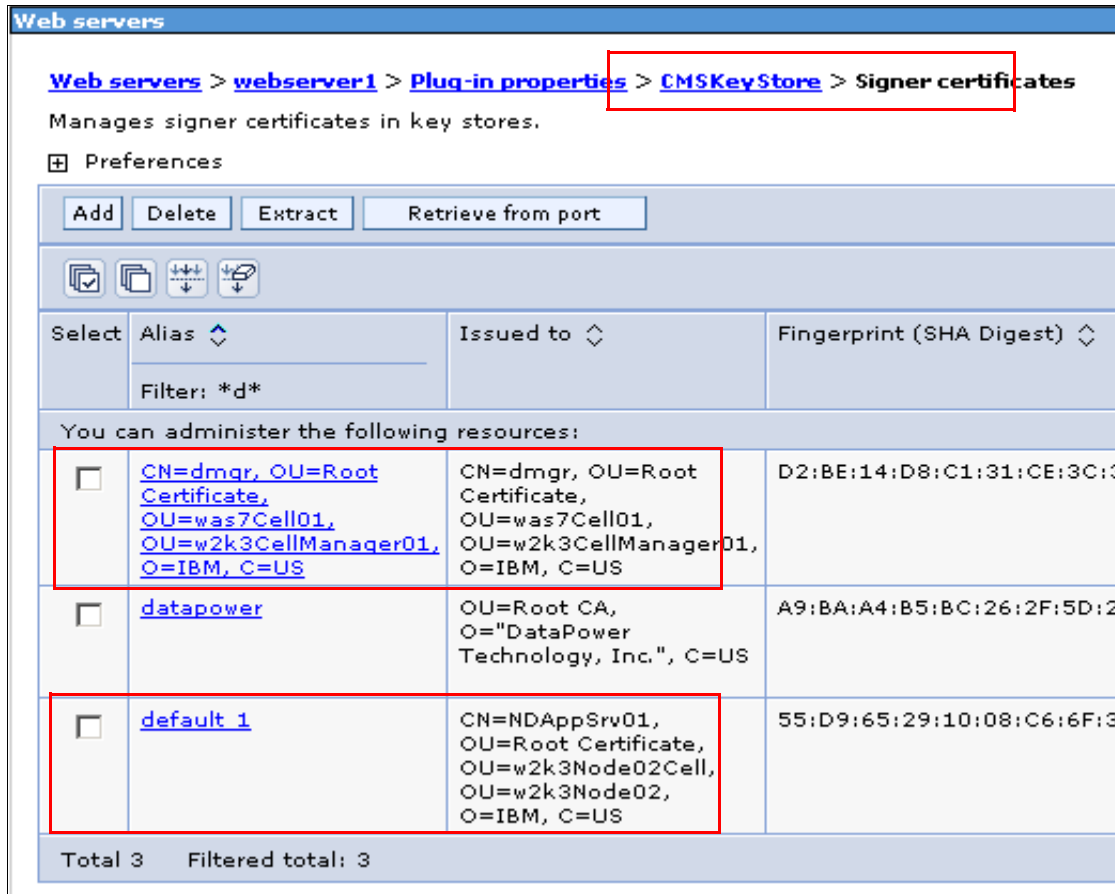 Web servers
Web servers > webserver1 > Plug-in properties > CMSKeyStore > Signer certificates
Manages signer certificates in key stores.
Preferences
Add Delete Extract Retrieve from port
Select Alias Issued to Fingerprint (SHA Digest)
Filter: *d*
You can administer the following resources:
CN=dmgr, OU=Root CN=dmgr, OU=Root D2:BE:14:D8:C1:31:CE:3C:
Certificate, Certificate,
OU=was7Cell01, OU=was7Cell01,
OU=w2k3CellManager01, OU=w2k3CellManager01,
O=IBM, C=US O=IBM, C=US
datapower OU=Root CA, A9:BA:A4:B5:BC:26:2F:5D:2
O="DataPower
Technology, Inc.", C=US
default_1 CN=NDAppSrv01, 55:D9:65:29:10:08:C6:6F:
OU=Root Certificate,
OU=w2k3Node02Cell,
OU=w2k3Node02,
O=IBM, C=US
Total 3 Filtered total: 3